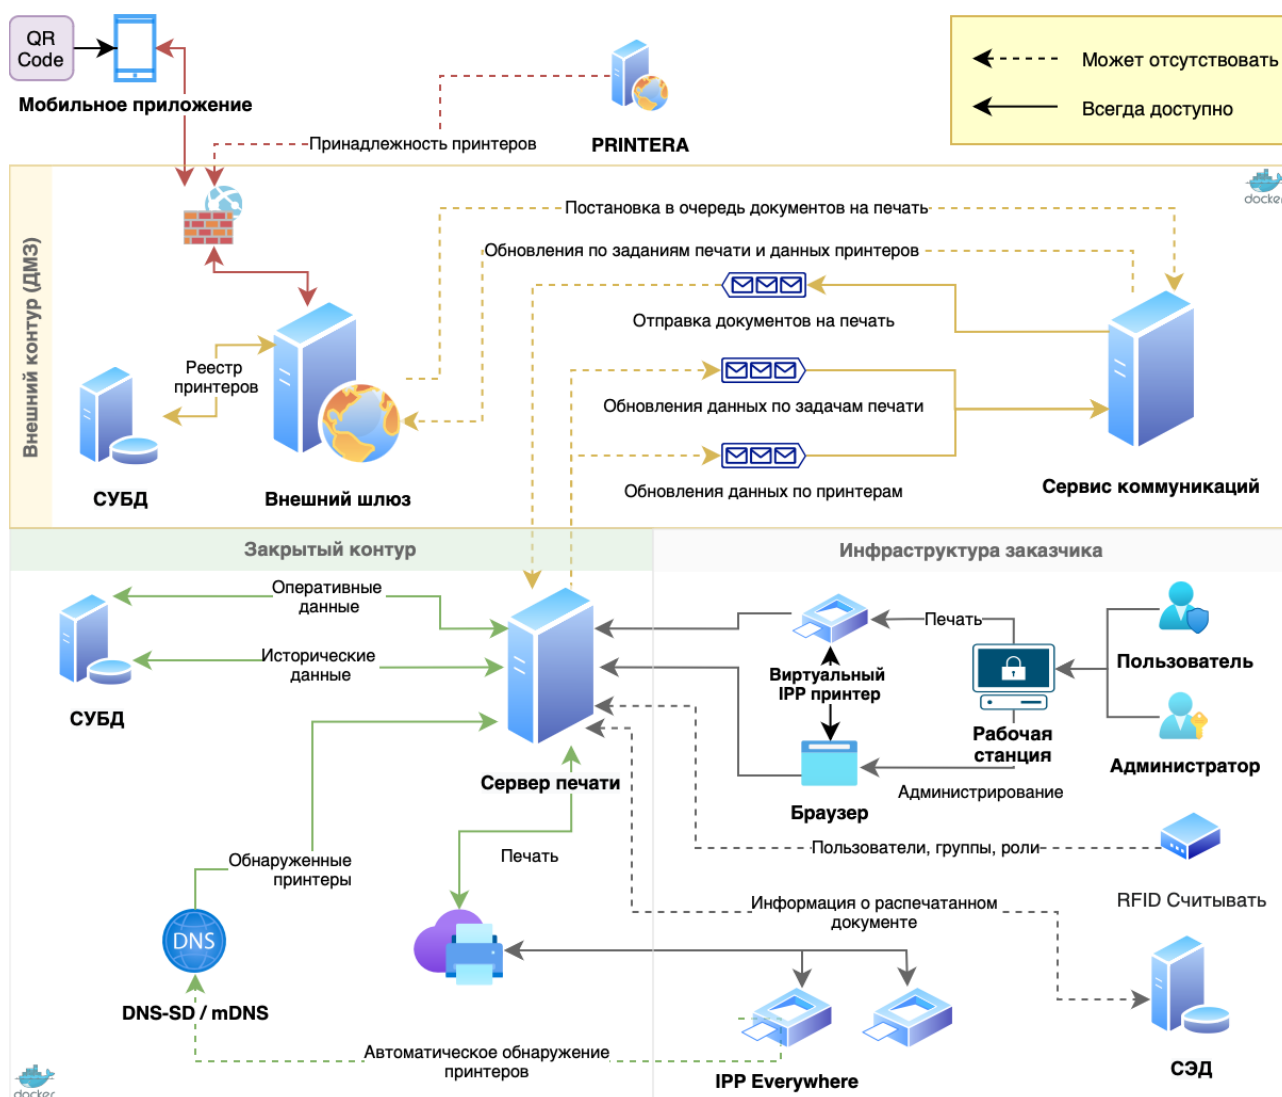 QR
Code
Мобильное приложение
Принадлежность принтеров
PRINTERA
Может отсутствовать
Всегда доступно
docker
Внешний контур (ДМЗ)
Постановка в очередь документов на печать
Обновления по заданиям печати и данных принтеров
Отправка документов на печать
Реестр
принтеров
Обновления данных по задачам печати
Обновления данных по принтерам
СУБД
Внешний шлюз
Сервис коммуникаций
Закрытый контур
Инфраструктура заказчика
Оперативные
данные
Исторические
данные
СУБД
Сервер печати
Печать
Виртуальный
IPP принтер
Браузер
Рабочая
станция
Администрирование
Пользователь
Администратор
Обнаруженные
принтеры
Печать
Пользователи, группы, роли
RFID Считывать
Информация о распечатанном
документе
DNS
DNS-SD / mDNS
Автоматическое обнаружение
принтеров
IPP Everywhere
СЭД
docker